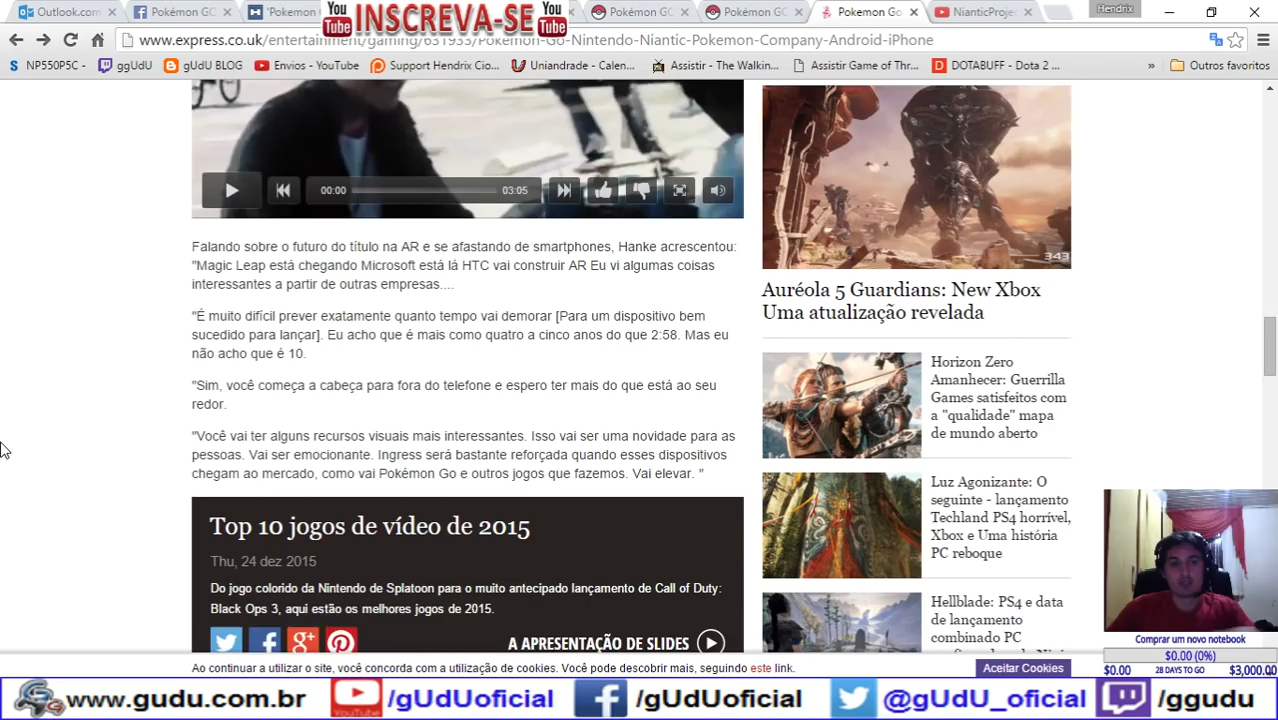 Outlook.com
Pokémon GO
'Pokemon G
You Tube INSCREVA-SE You Tube
Pokémon GO
Pokémon GO
Pokemon Go
NianticProjec
Hendrix
www.express.co.uk/entertainment/gaming/631933/Pokemon-Go-Nintendo-Niantic-Pokemon-Company-Android-iPhone
NP550P5C -
ggUdU
gUdU BLOG
Envios - YouTube
Support Hendrix Cio...
Uniandrade - Calen...
Assistir - The Walkin...
Assistir Game of Thr...
DOTABUFF - Dota 2 ...
»
Outros favoritos
00:00
03:05
Falando sobre o futuro do título na AR e se afastando de smartphones, Hanke acrescentou:
"Magic Leap está chegando Microsoft está lá HTC vai construir AR Eu vi algumas coisas
interessantes a partir de outras empresas....
"É muito difícil prever exatamente quanto tempo vai demorar [Para um dispositivo bem
sucedido para lançar]. Eu acho que é mais como quatro a cinco anos do que 2:58. Mas eu
não acho que é 10.
"Sim, você começa a cabeça para fora do telefone e espero ter mais do que está ao seu
redor.
"Você vai ter alguns recursos visuais mais interessantes. Isso vai ser uma novidade para as
pessoas. Vai ser emocionante. Ingress será bastante reforçada quando esses dispositivos
chegam ao mercado, como vai Pokémon Go e outros jogos que fazemos. Vai elevar. "
Top 10 jogos de vídeo de 2015
Thu, 24 dez 2015
Do jogo colorido da Nintendo de Splatoon para o muito antecipado lançamento de Call of Duty:
Black Ops 3, aqui estão os melhores jogos de 2015.
A APRESENTAÇÃO DE SLIDES
343
Auréola 5 Guardians: New Xbox
Uma atualização revelada
Horizon Zero
Amanhecer: Guerrilla
Games satisfeitos com
a "qualidade" mapa
de mundo aberto
Luz Agonizante: O
seguinte - lançamento
Techland PS4 horrível,
Xbox e Uma história
PC reboque
Hellblade: PS4 e data
de lançamento
combinado PC
Comprar um novo notebook
$0.00 (0%)
$0.00
28 DAYS TO GO
$3,000.00
Ao continuar a utilizar o site, você concorda com a utilização de cookies. Você pode descobrir mais, seguindo este link.
Aceitar Cookies
www.gudu.com.br
YouTube
/gUdUoficial
/gUdUoficial
@gUdU_oficial
/ggudu